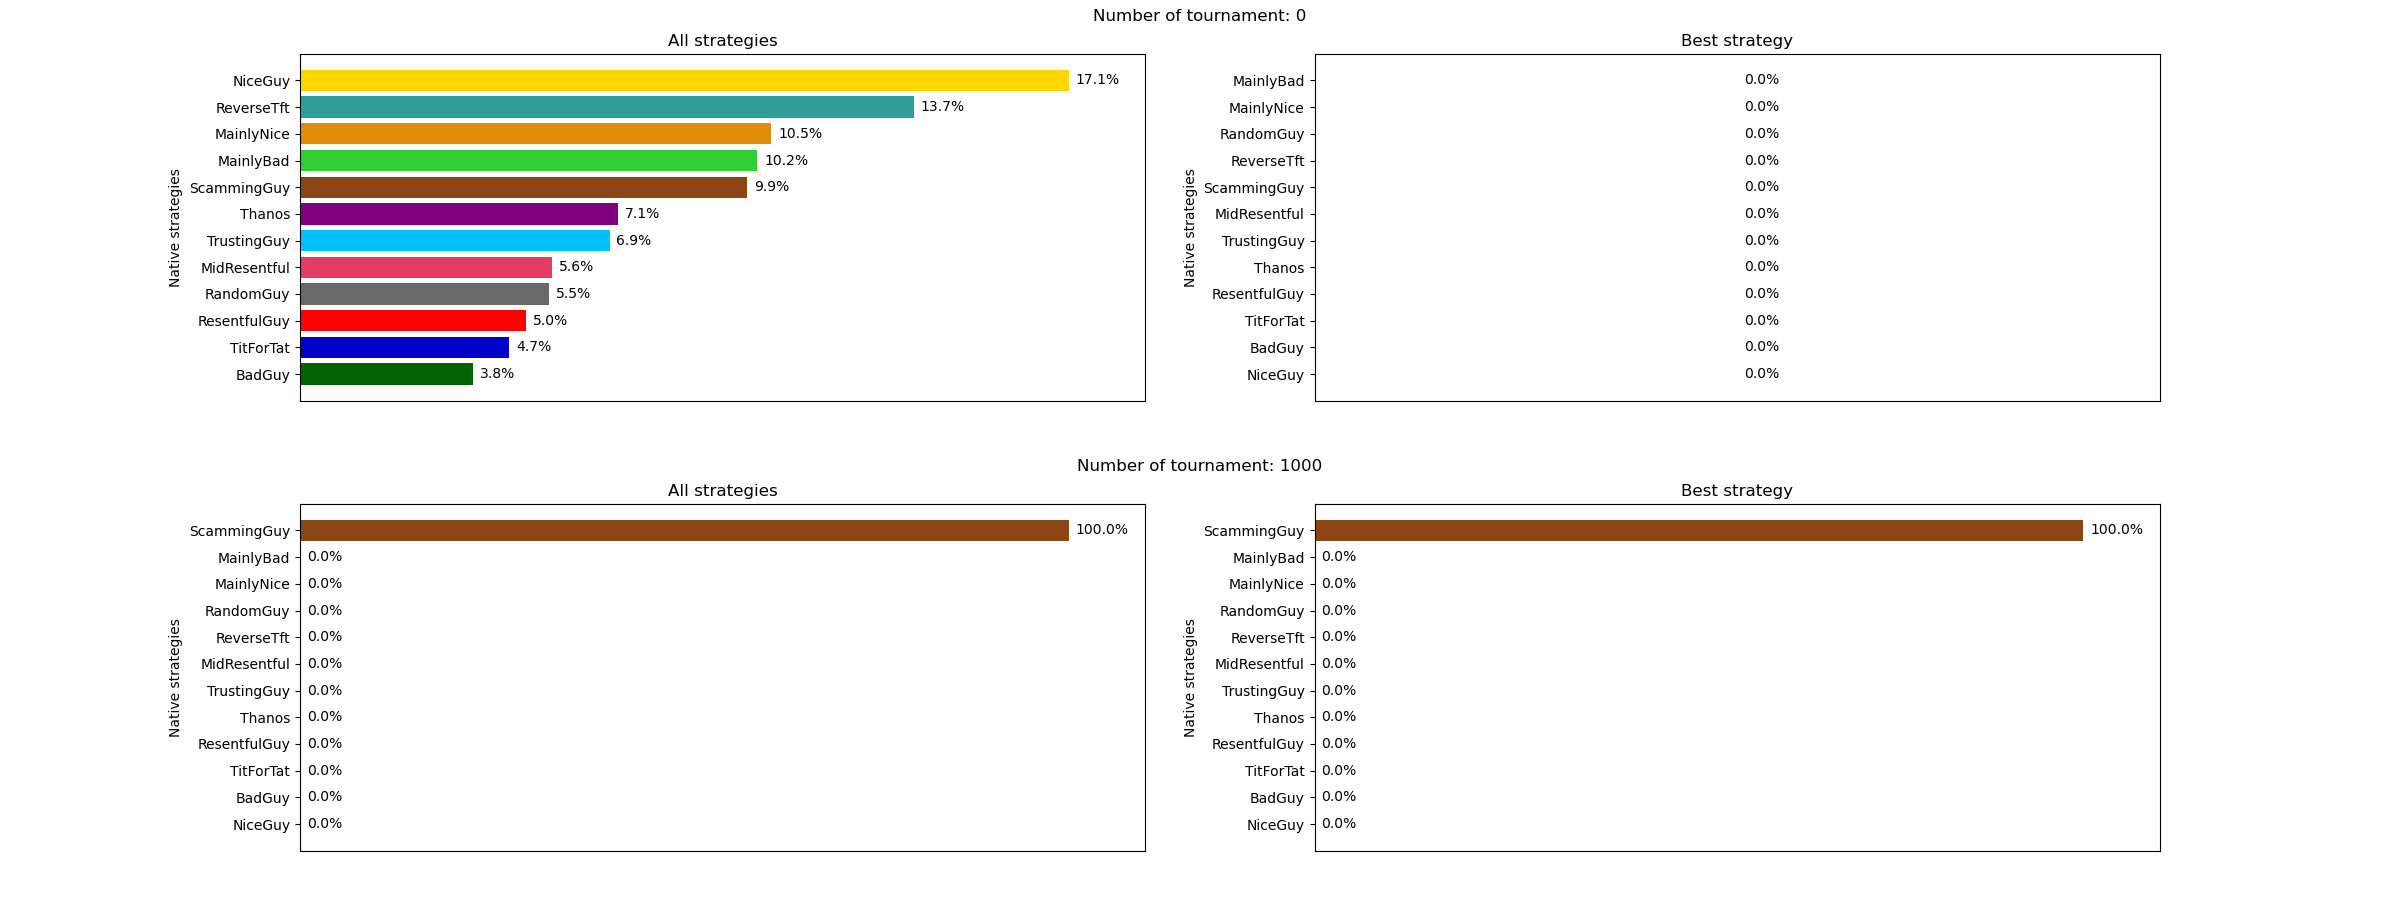 Number of tournament: 0
All strategies
Native strategies
NiceGuy 17.1%
ReverseTft 13.7%
MainlyNice 10.5%
MainlyBad 10.2%
ScammingGuy 9.9%
Thanos 7.1%
TrustingGuy 6.9%
MidResentful 5.6%
RandomGuy 5.5%
ResentfulGuy 5.0%
TitForTat 4.7%
BadGuy 3.8%
Best strategy
Native strategies
MainlyBad 0.0%
MainlyNice 0.0%
RandomGuy 0.0%
ReverseTft 0.0%
ScammingGuy 0.0%
MidResentful 0.0%
TrustingGuy 0.0%
Thanos 0.0%
ResentfulGuy 0.0%
TitForTat 0.0%
BadGuy 0.0%
NiceGuy 0.0%
Number of tournament: 1000
All strategies
Native strategies
ScammingGuy 100.0%
MainlyBad 0.0%
MainlyNice 0.0%
RandomGuy 0.0%
ReverseTft 0.0%
MidResentful 0.0%
TrustingGuy 0.0%
Thanos 0.0%
ResentfulGuy 0.0%
TitForTat 0.0%
BadGuy 0.0%
NiceGuy 0.0%
Best strategy
Native strategies
ScammingGuy 100.0%
MainlyBad 0.0%
MainlyNice 0.0%
RandomGuy 0.0%
ReverseTft 0.0%
MidResentful 0.0%
TrustingGuy 0.0%
Thanos 0.0%
ResentfulGuy 0.0%
TitForTat 0.0%
BadGuy 0.0%
NiceGuy 0.0%